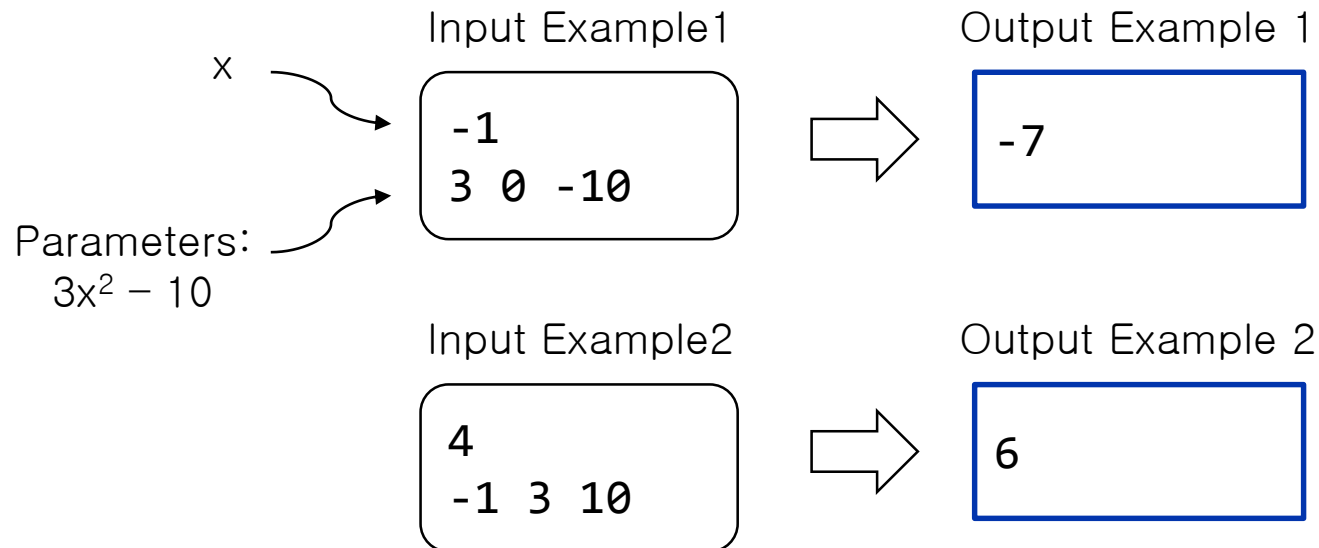 Input Example1
Output Example 1
x
-1
3 0 -10
-7
Parameters:
3x² – 10
Input Example2
Output Example 2
4
-1 3 10
6